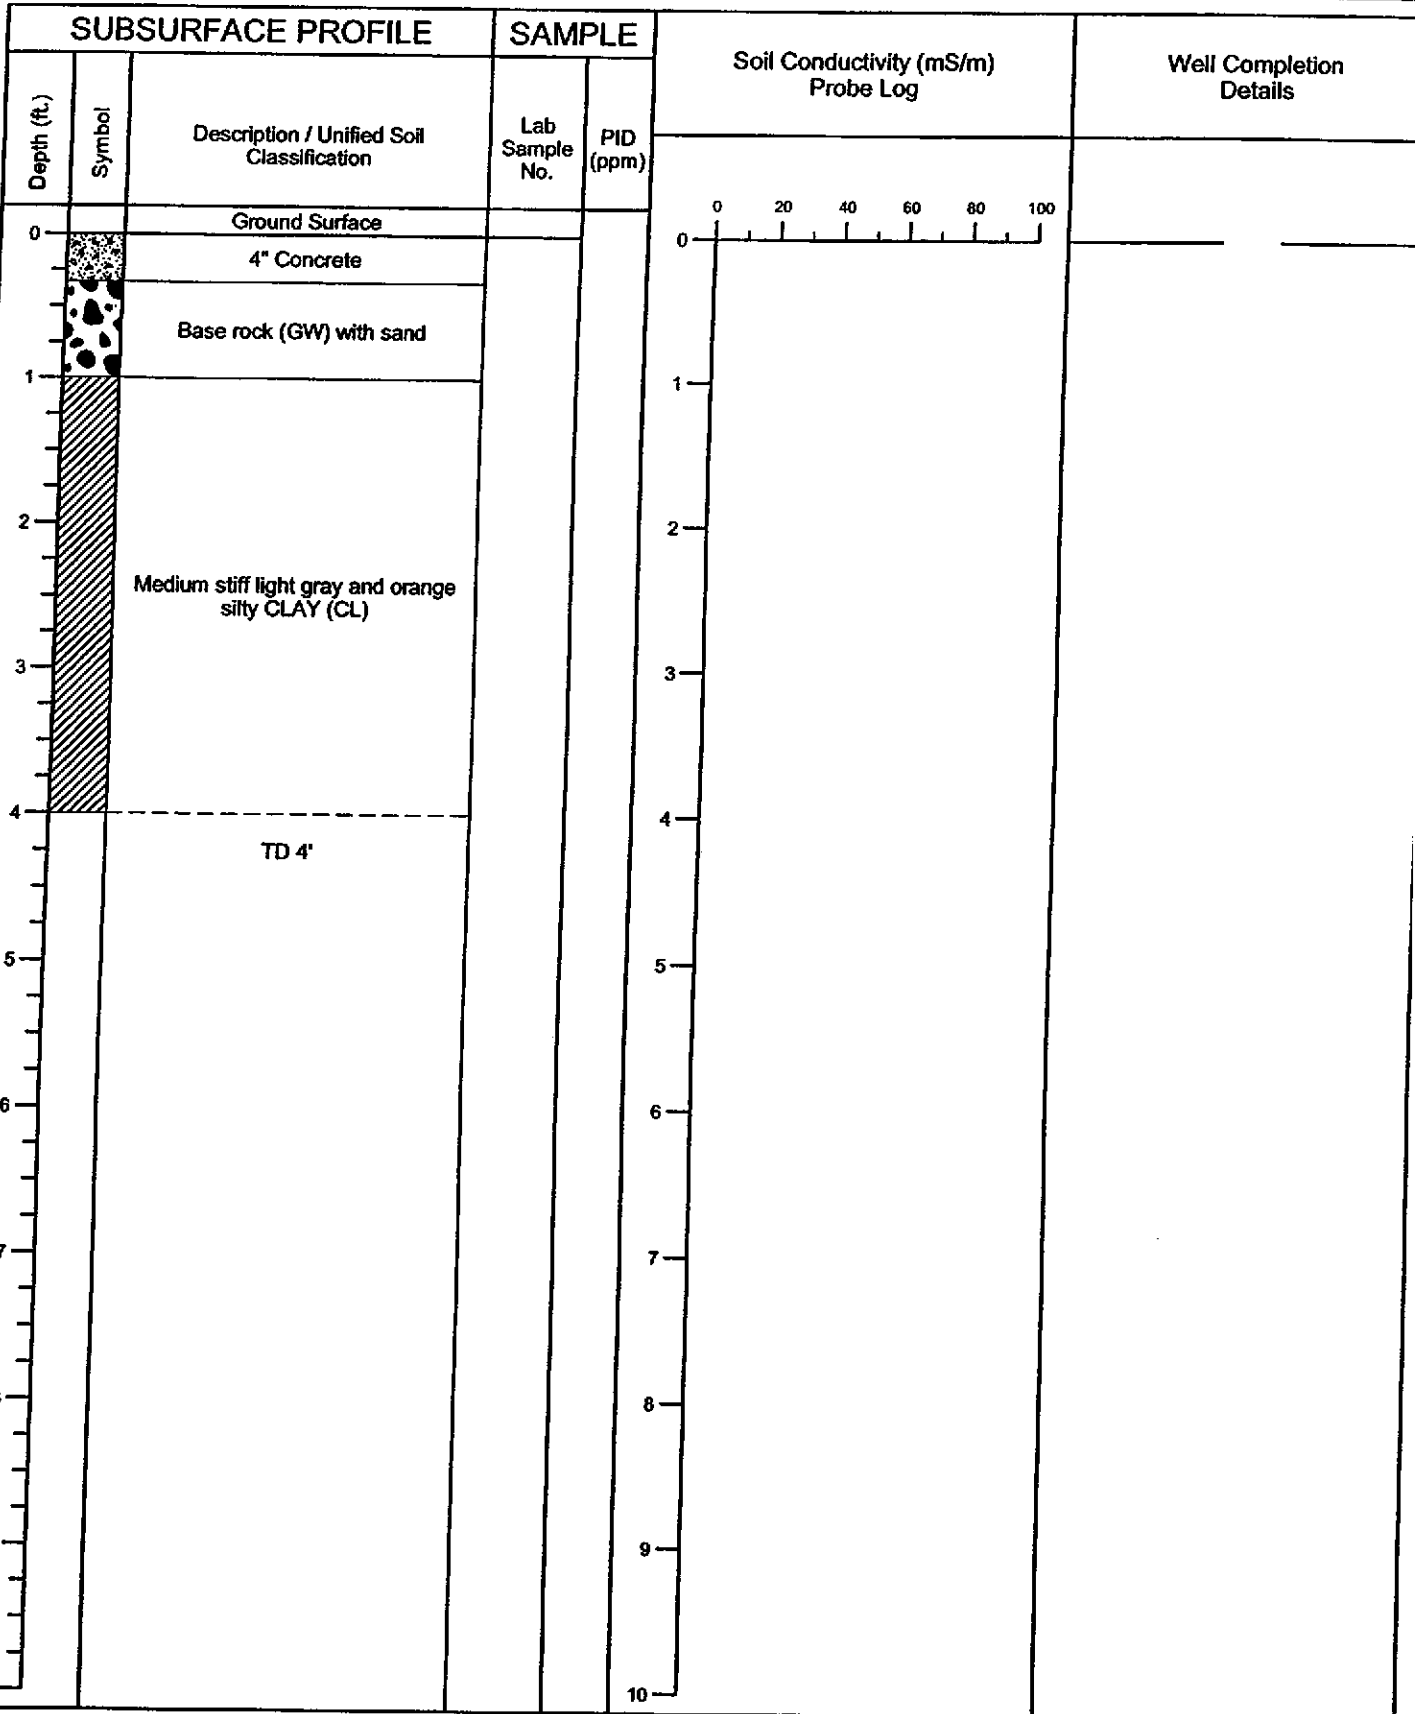 SUBSURFACE PROFILE
SAMPLE
Soil Conductivity (mS/m)
Probe Log
Well Completion
Details
Depth (ft.)
Symbol
Description / Unified Soil
Classification
Lab
Sample
No.
PID
(ppm)
0 20 40 60 80 100
Ground Surface
0
4" Concrete
Base rock (GW) with sand
1
2
Medium stiff light gray and orange
silty CLAY (CL)
3
4
TD 4'
5
6
7
0
1
2
3
4
5
6
7
8
9
10